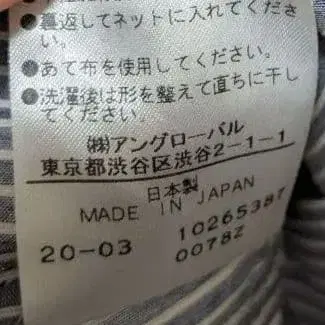 ●裏返してネットに入れてくださ
い。
●あて布を使用してください。
●洗濯後は形を整えて直ちに干し
てください。
㈱アングローバル
東京都渋谷区渋谷2-1-1
日本製
MADE IN JAPAN
20-03 10265387
0078Z